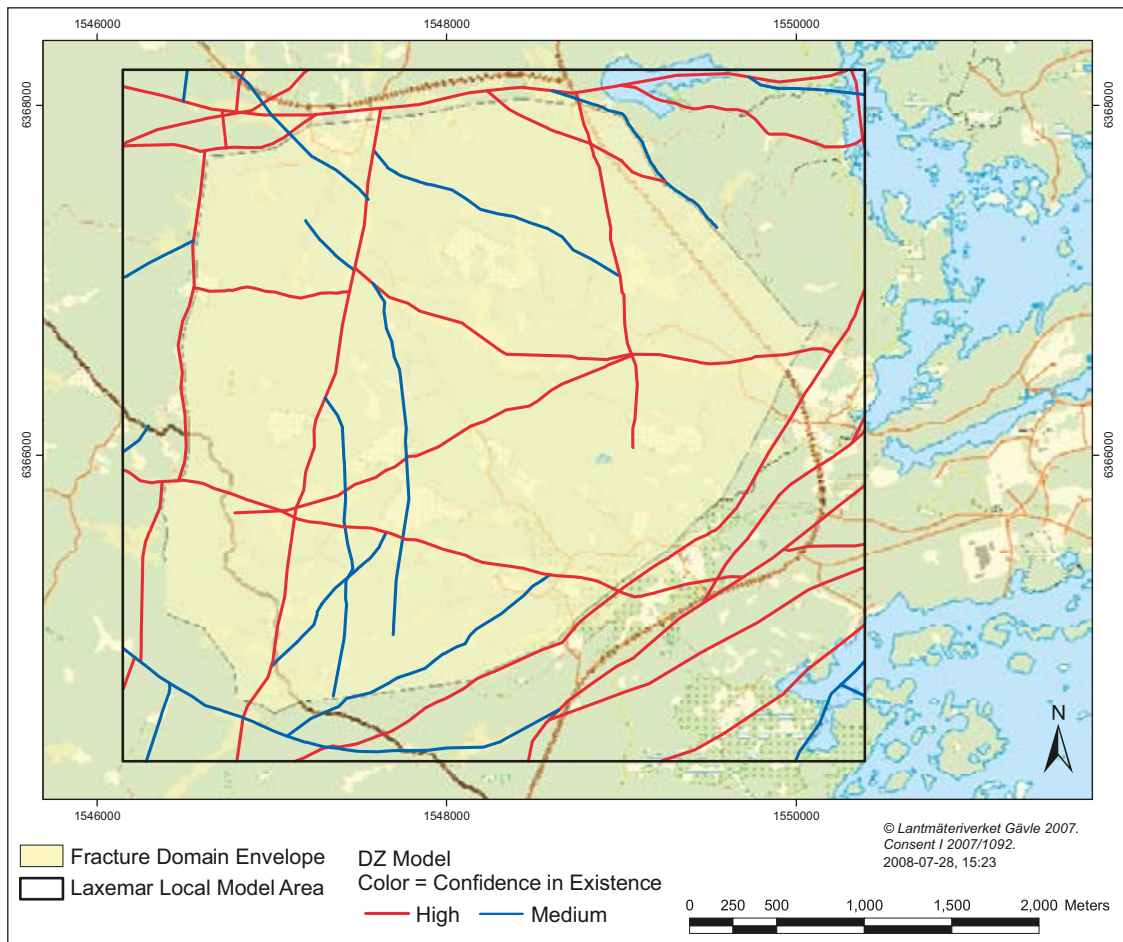 1546000 1548000 1550000
6368000 6368000
6366000 6366000
N
1546000 1548000 1550000
© Lantmäteriverket Gävle 2007.
Consent I 2007/1092.
2008-07-28, 15:23
Fracture Domain Envelope
Laxemar Local Model Area
DZ Model
Color = Confidence in Existence
High Medium
0 250 500 1,000 1,500 2,000 Meters